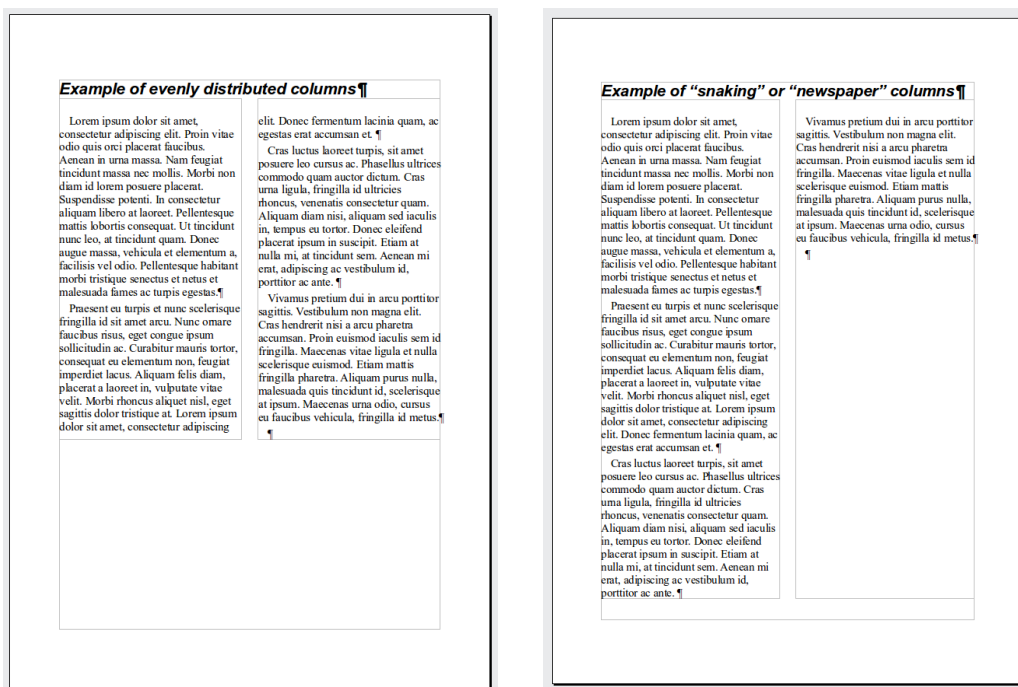 Example of evenly distributed columns¶
Lorem ipsum dolor sit amet,
consectetur adipiscing elit. Proin vitae
odio quis orci placerat faucibus.
Aenean in urna massa. Nam feugiat
tincidunt massa nec mollis. Morbi non
diam id lorem posuere placerat.
Suspendisse potenti. In consectetur
aliquam libero at laoreet. Pellentesque
mattis lobortis consequat. Ut tincidunt
nunc leo, at tincidunt quam. Donec
augue massa, vehicula et elementum a,
facilisis vel odio. Pellentesque habitant
morbi tristique senectus et netus et
malesuada fames ac turpis egestas.¶
Praesent eu turpis et nunc scelerisque
fringilla id sit amet arcu. Nunc ornare
faucibus risus, eget congue ipsum
sollicitudin ac. Curabitur mauris tortor,
consequat eu elementum non, feugiat
imperdiet lacus. Aliquam felis diam,
placerat a laoreet in, vulputate vitae
velit. Morbi rhoncus aliquet nisl, eget
sagittis dolor tristique at. Lorem ipsum
dolor sit amet, consectetur adipiscing
elit. Donec fermentum lacinia quam, ac
egestas erat accumsan et. ¶
Cras luctus laoreet turpis, sit amet
posuere leo cursus ac. Phasellus ultrices
commodo quam auctor dictum. Cras
urna ligula, fringilla id ultricies
rhoncus, venenatis consectetur quam.
Aliquam diam nisi, aliquam sed iaculis
in, tempus eu tortor. Donec eleifend
placerat ipsum in suscipit. Etiam at
nulla mi, at tincidunt sem. Aenean mi
erat, adipiscing ac vestibulum id,
porttitor ac ante. ¶
Vivamus pretium dui in arcu porttitor
sagittis. Vestibulum non magna elit.
Cras hendrerit nisi a arcu pharetra
accumsan. Proin euismod iaculis sem id
fringilla. Maecenas vitae ligula et nulla
scelerisque euismod. Etiam mattis
fringilla pharetra. Aliquam purus nulla,
malesuada quis tincidunt id, scelerisque
at ipsum. Maecenas urna odio, cursus
eu faucibus vehicula, fringilla id metus.¶
¶
Example of “snaking” or “newspaper” columns¶
Lorem ipsum dolor sit amet,
consectetur adipiscing elit. Proin vitae
odio quis orci placerat faucibus.
Aenean in urna massa. Nam feugiat
tincidunt massa nec mollis. Morbi non
diam id lorem posuere placerat.
Suspendisse potenti. In consectetur
aliquam libero at laoreet. Pellentesque
mattis lobortis consequat. Ut tincidunt
nunc leo, at tincidunt quam. Donec
augue massa, vehicula et elementum a,
facilisis vel odio. Pellentesque habitant
morbi tristique senectus et netus et
malesuada fames ac turpis egestas.¶
Praesent eu turpis et nunc scelerisque
fringilla id sit amet arcu. Nunc ornare
faucibus risus, eget congue ipsum
sollicitudin ac. Curabitur mauris tortor,
consequat eu elementum non, feugiat
imperdiet lacus. Aliquam felis diam,
placerat a laoreet in, vulputate vitae
velit. Morbi rhoncus aliquet nisl, eget
sagittis dolor tristique at. Lorem ipsum
dolor sit amet, consectetur adipiscing
elit. Donec fermentum lacinia quam, ac
egestas erat accumsan et. ¶
Cras luctus laoreet turpis, sit amet
posuere leo cursus ac. Phasellus ultrices
commodo quam auctor dictum. Cras
urna ligula, fringilla id ultricies
rhoncus, venenatis consectetur quam.
Aliquam diam nisi, aliquam sed iaculis
in, tempus eu tortor. Donec eleifend
placerat ipsum in suscipit. Etiam at
nulla mi, at tincidunt sem. Aenean mi
erat, adipiscing ac vestibulum id,
porttitor ac ante. ¶
Vivamus pretium dui in arcu porttitor
sagittis. Vestibulum non magna elit.
Cras hendrerit nisi a arcu pharetra
accumsan. Proin euismod iaculis sem id
fringilla. Maecenas vitae ligula et nulla
scelerisque euismod. Etiam mattis
fringilla pharetra. Aliquam purus nulla,
malesuada quis tincidunt id, scelerisque
at ipsum. Maecenas urna odio, cursus
eu faucibus vehicula, fringilla id metus.¶
¶